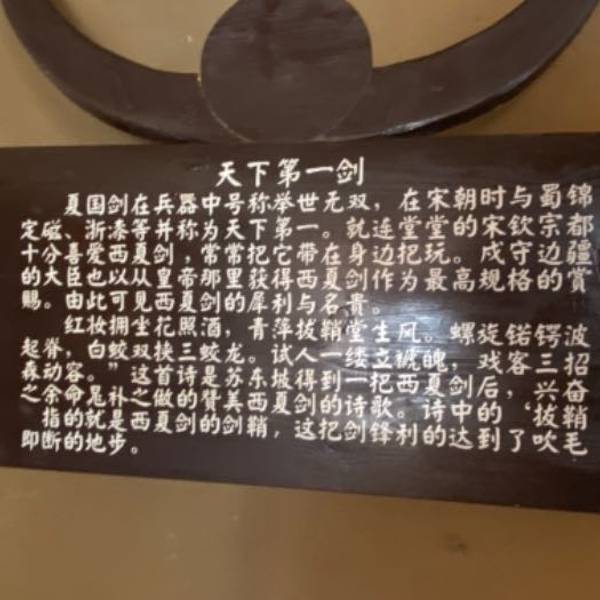 天下第一剑
夏国剑在兵器中号称举世无双，在宋朝时与蜀锦
定磁、浙漆等并称为天下第一。就连堂堂的宋钦宗都
十分喜爱西夏剑，常常把它带在身边把玩。戍守边疆
的大臣也以从皇帝那里获得西夏剑作为最高规格的赏
赐。由此可见西夏剑的犀利与名贵。
红妆拥坐花照酒，青萍拔鞘堂生风。螺旋锘锷波
起脊，白蛟双挟三蛟龙。试人一缕立褫魄，戏客三招
森动容。”这首诗是苏东坡得到一把西夏剑后，兴奋
之余命晁补之做的赞美西夏剑的诗歌。诗中的‘拔鞘
指的就是西夏剑的剑鞘，这把剑锋利的达到了吹毛
即断的地步。